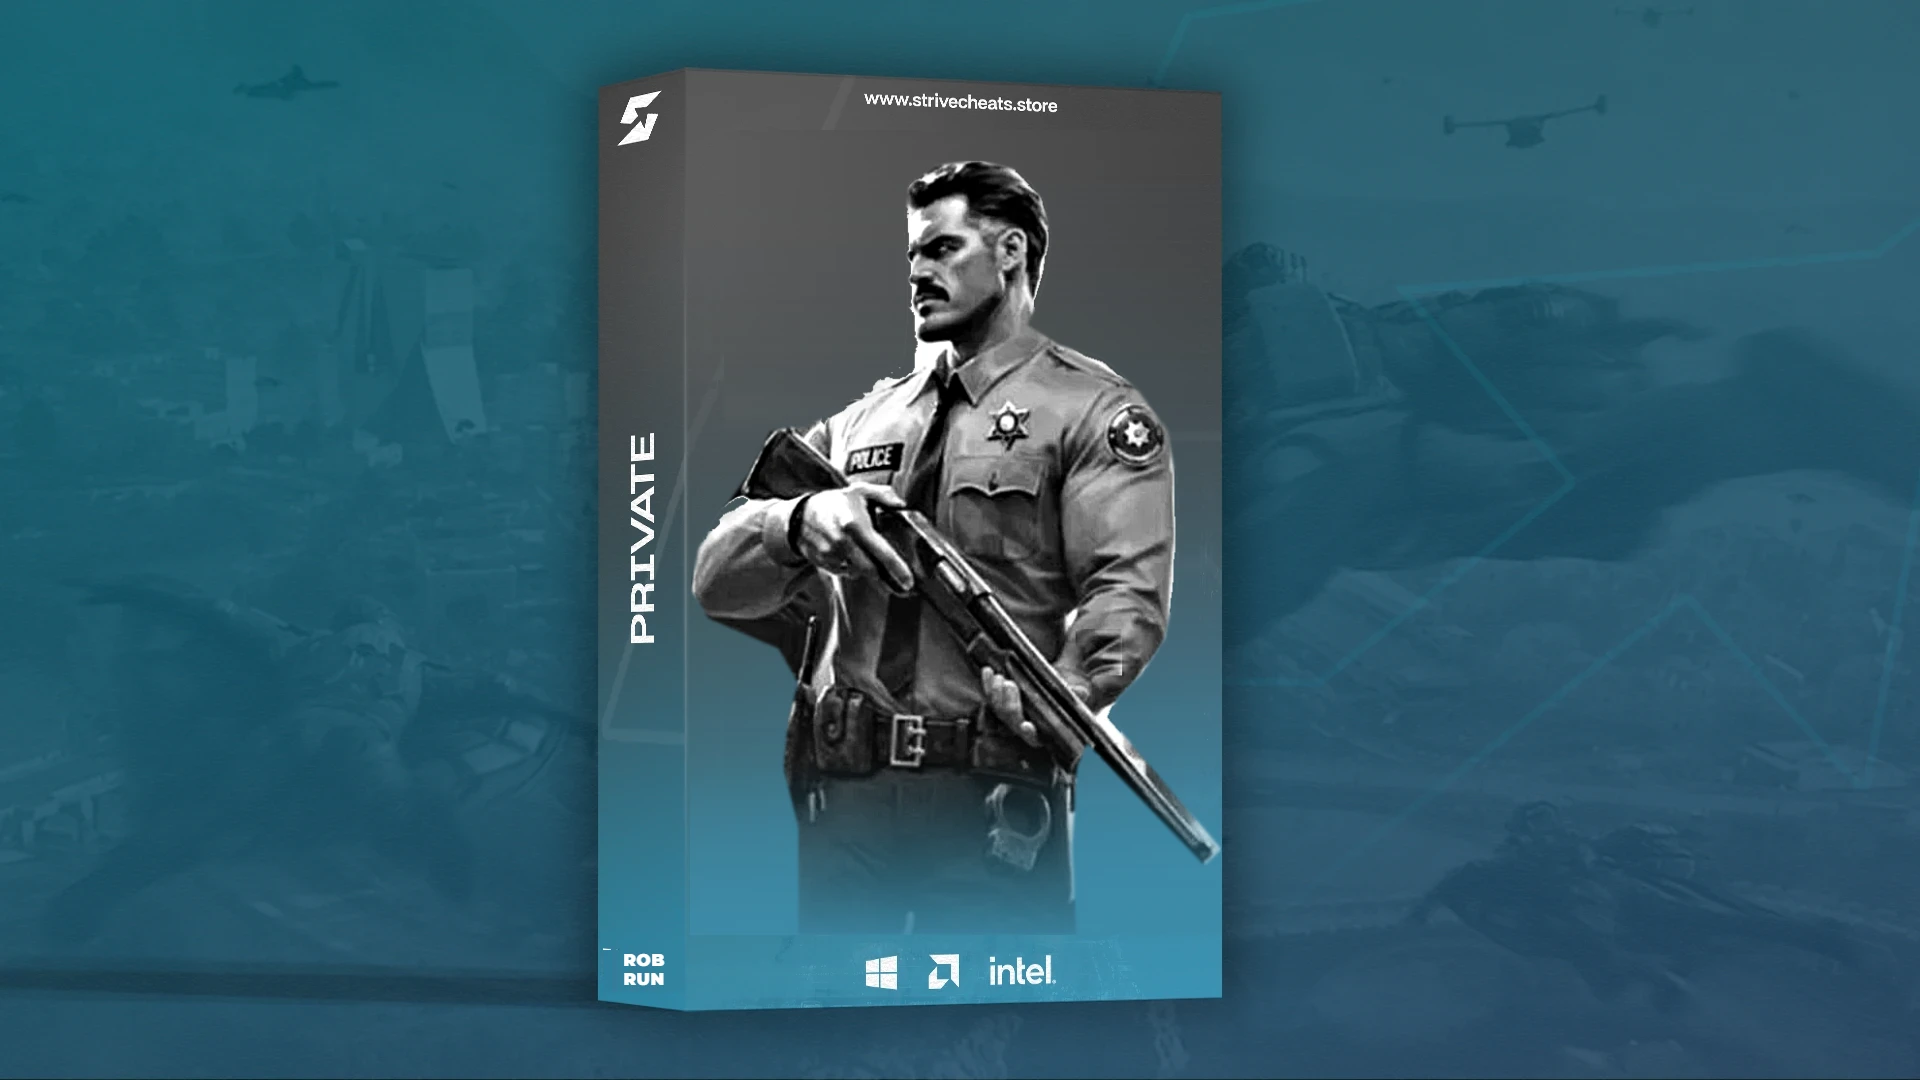 www.strivecheats.store
POLICE
PRIVATE
ROB
RUN
intel.